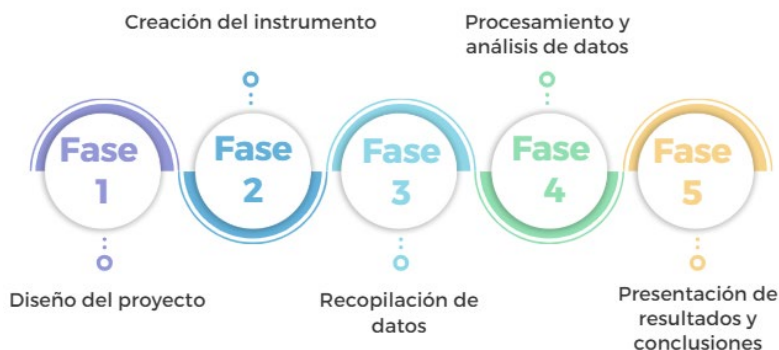 Creación del instrumento
Procesamiento y
análisis de datos
Fase
1
Fase
2
Fase
3
Fase
4
Fase
5
Diseño del proyecto
Recopilación de
datos
Presentación de
resultados y
conclusiones